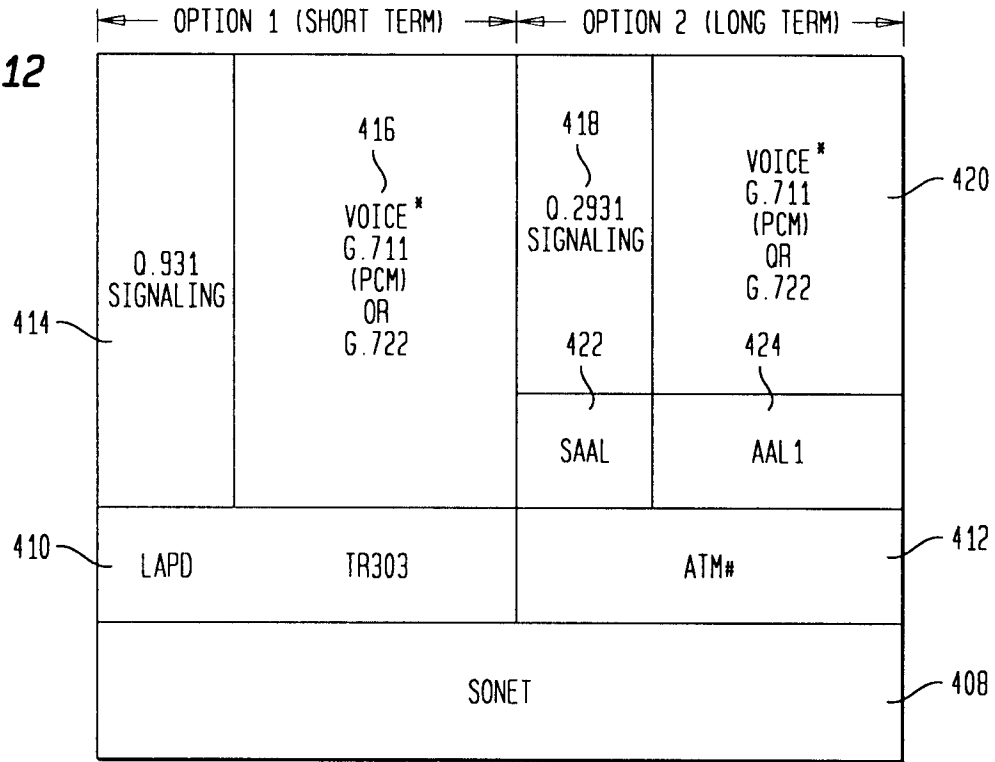 OPTION 1 (SHORT TERM)
OPTION 2 (LONG TERM)
12
414
Q.931
SIGNALING
416
VOICE*
G.711
(PCM)
OR
G.722
418
Q.2931
SIGNALING
VOICE*
G.711
(PCM)
OR
G.722
420
422
SAAL
424
AAL1
410
LAPD
TR303
ATM#
412
SONET
408